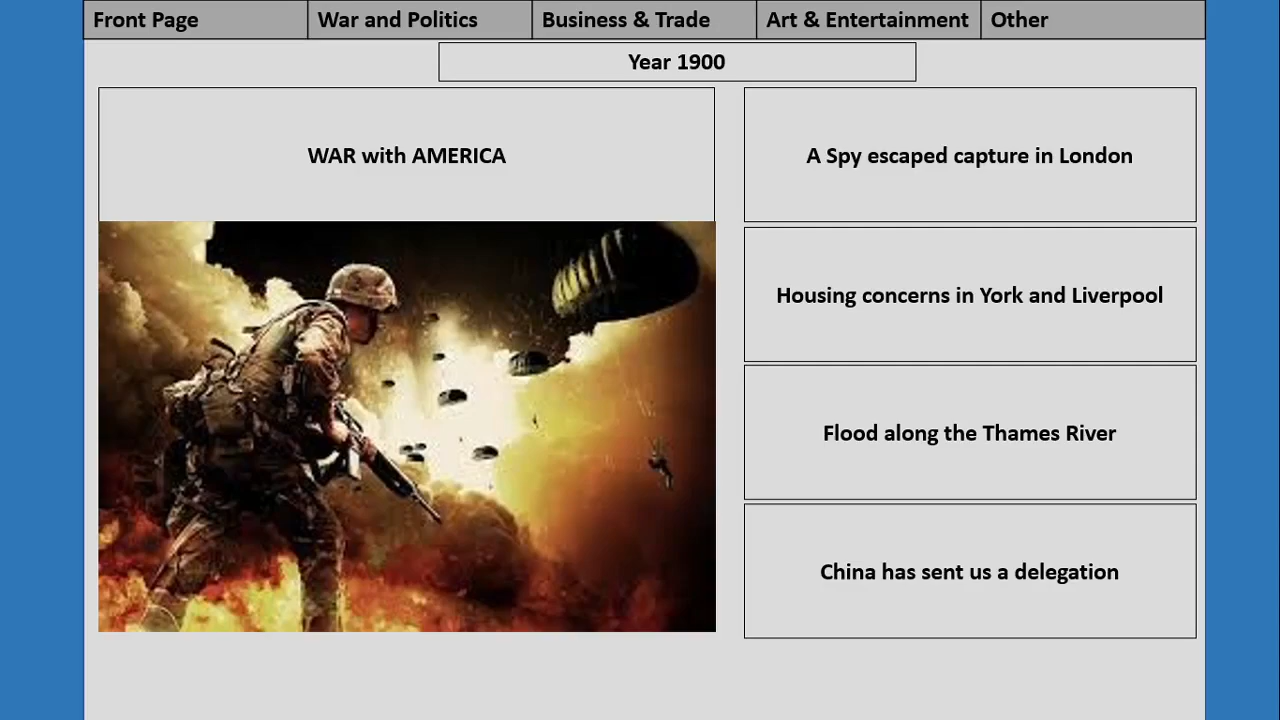 Front Page
War and Politics
Business & Trade
Art & Entertainment
Other
Year 1900
WAR with AMERICA
A Spy escaped capture in London
Housing concerns in York and Liverpool
Flood along the Thames River
China has sent us a delegation